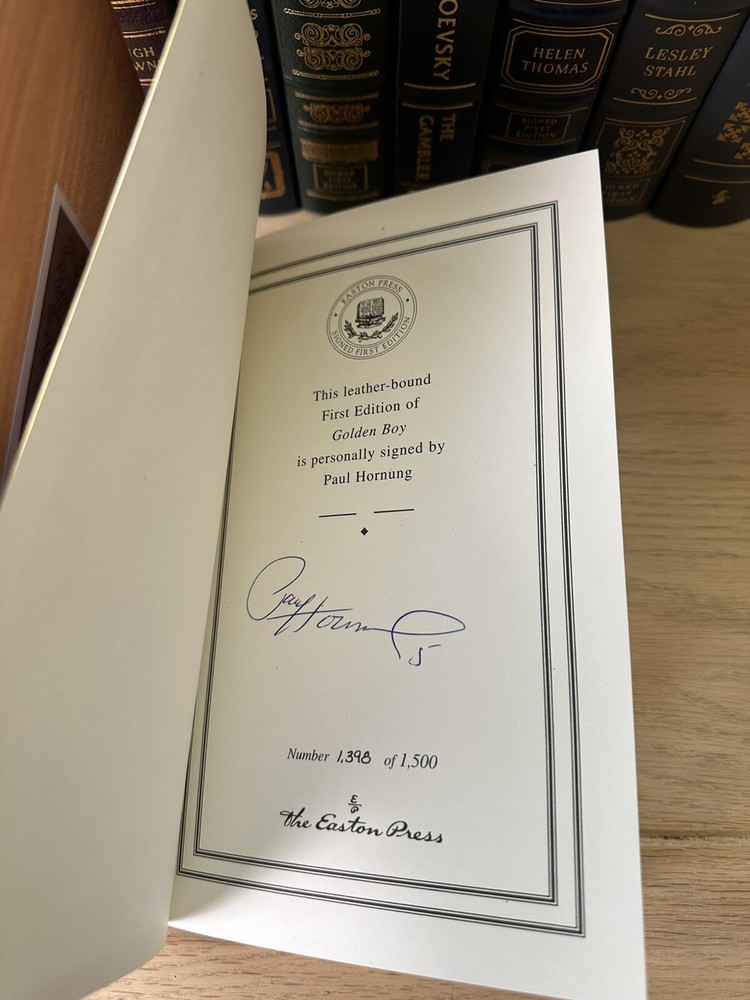 OEVSKY
THE
GAMBLER
HELEN
THOMAS
SIGNED
FIRST
EDITION
LESLEY
STAHL
EASTON PRESS
SIGNED FIRST EDITION
This leather-bound
First Edition of
Golden Boy
is personally signed by
Paul Hornung
Paul Hornung
5
Number 1,398 of 1,500
E
P
the Easton Press